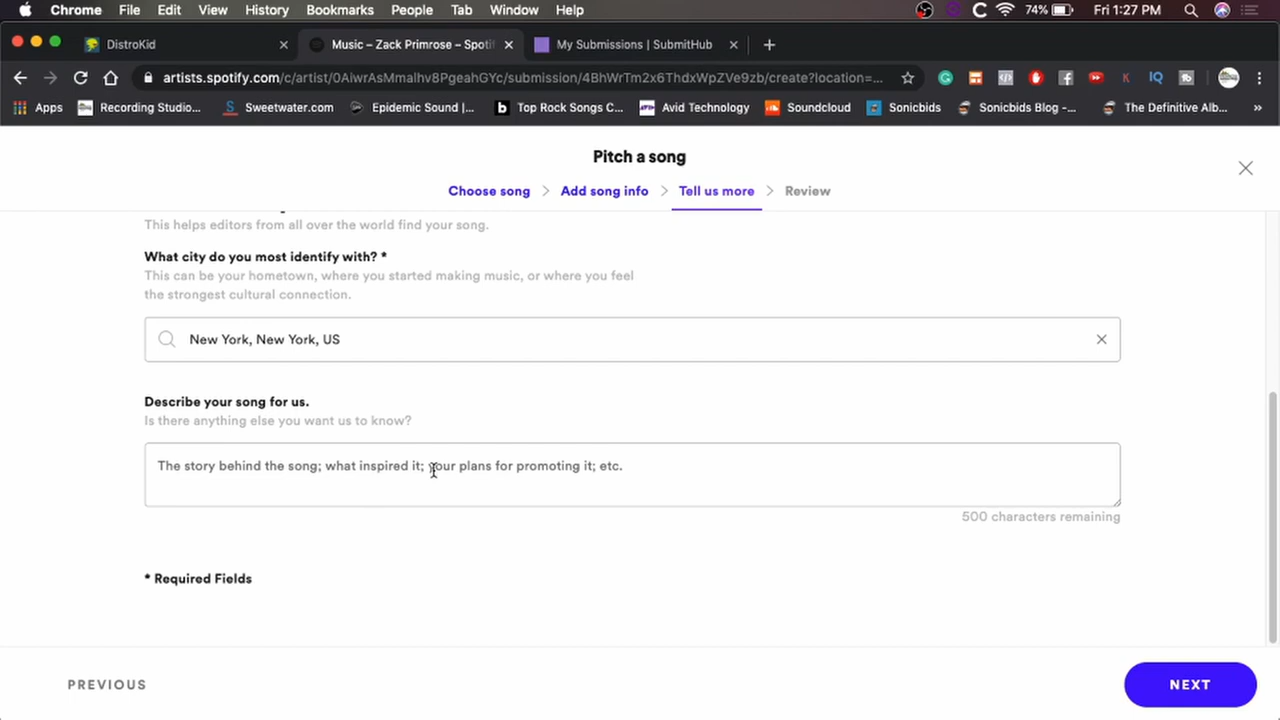 Chrome File Edit View History Bookmarks People Tab Window Help 74% Fri 1:27 PM
DistroKid Music – Zack Primrose – Spoti My Submissions | SubmitHub
artists.spotify.com/c/artist/0AiwrAsMmalhv8PgeahGYc/submission/4BhWrTm2x6ThdxWpZVe9zb/create?location=...
Apps Recording Studio... Sweetwater.com Epidemic Sound |... Top Rock Songs C... Avid Technology Soundcloud Sonicbids Sonicbids Blog -... The Definitive Alb... »
Pitch a song
Choose song > Add song info > Tell us more > Review
This helps editors from all over the world find your song.
What city do you most identify with? *
This can be your hometown, where you started making music, or where you feel
the strongest cultural connection.
New York, New York, US
Describe your song for us.
Is there anything else you want us to know?
The story behind the song; what inspired it; your plans for promoting it; etc.
500 characters remaining
* Required Fields
PREVIOUS NEXT